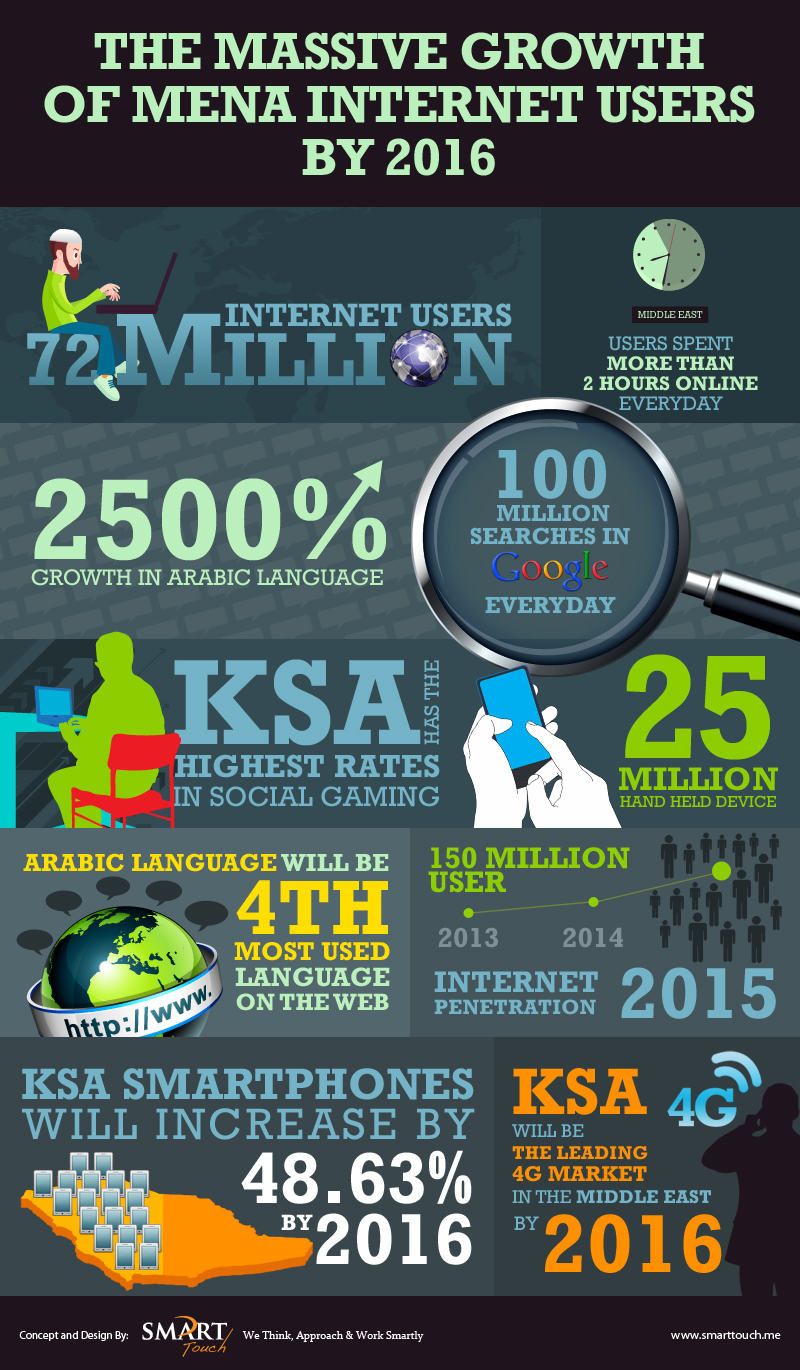 THE MASSIVE GROWTH
OF MENA INTERNET USERS
BY 2016
INTERNET USERS
72 MILLION
MIDDLE EAST
USERS SPENT
MORE THAN
2 HOURS ONLINE
EVERYDAY
2500%
GROWTH IN ARABIC LANGUAGE
100
MILLION
SEARCHES IN
Google
EVERYDAY
KSA HAS THE
HIGHEST RATES
IN SOCIAL GAMING
25
MILLION
HAND HELD DEVICE
ARABIC LANGUAGE WILL BE
4TH
MOST USED
LANGUAGE
ON THE WEB
http://www.
150 MILLION
USER
2013
2014
INTERNET
PENETRATION
2015
KSA SMARTPHONES
WILL INCREASE BY
48.63%
BY 2016
KSA
4G
WILL BE
THE LEADING
4G MARKET
IN THE MIDDLE EAST
BY 2016
Concept and Design By: SMART Touch We Think, Approach & Work Smartly
www.smarttouch.me